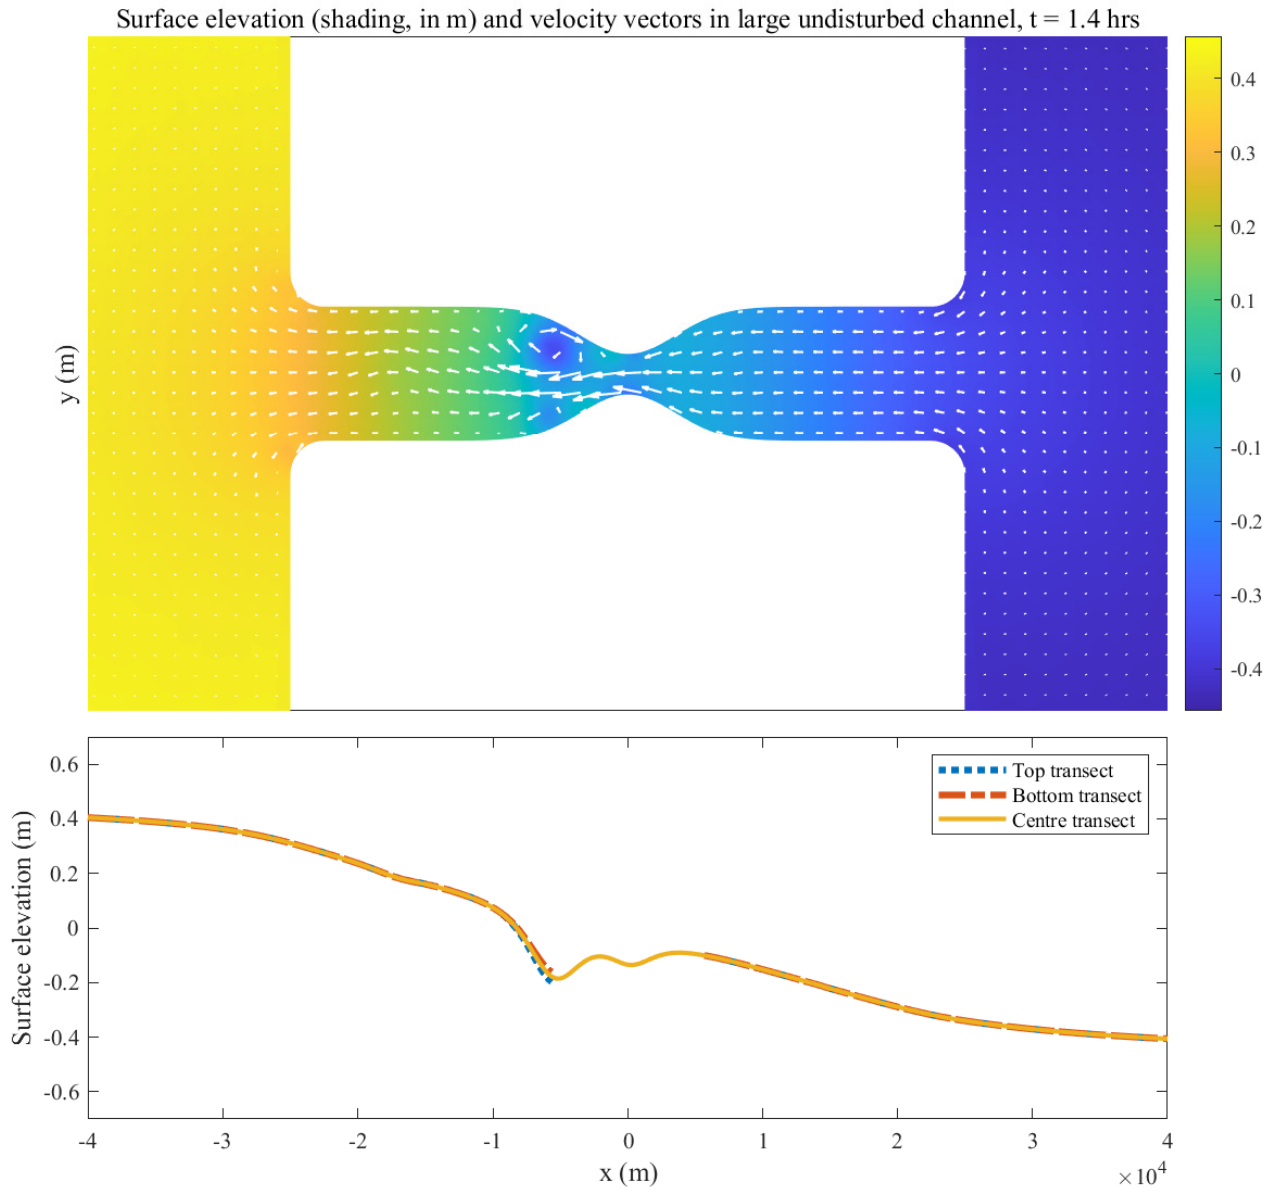 Surface elevation (shading, in m) and velocity vectors in large undisturbed channel, t = 1.4 hrs
0.4
0.3
0.2
0.1
0
-0.1
-0.2
-0.3
-0.4
y (m)
0.6
0.4
0.2
0
-0.2
-0.4
-0.6
Surface elevation (m)
Top transect
Bottom transect
Centre transect
-4 -3 -2 -1 0 1 2 3 4
x (m)
×10⁴